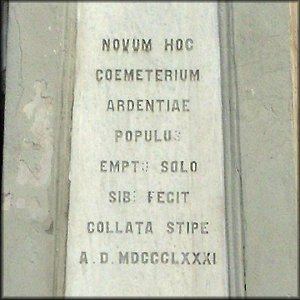 NOVUM HOC
COEMETERIUM
ARDENTIAE
POPULUS
EMPTO SOLO
SIBI FECIT
COLLATA STIPE
A. D. MDCCCLXXXI